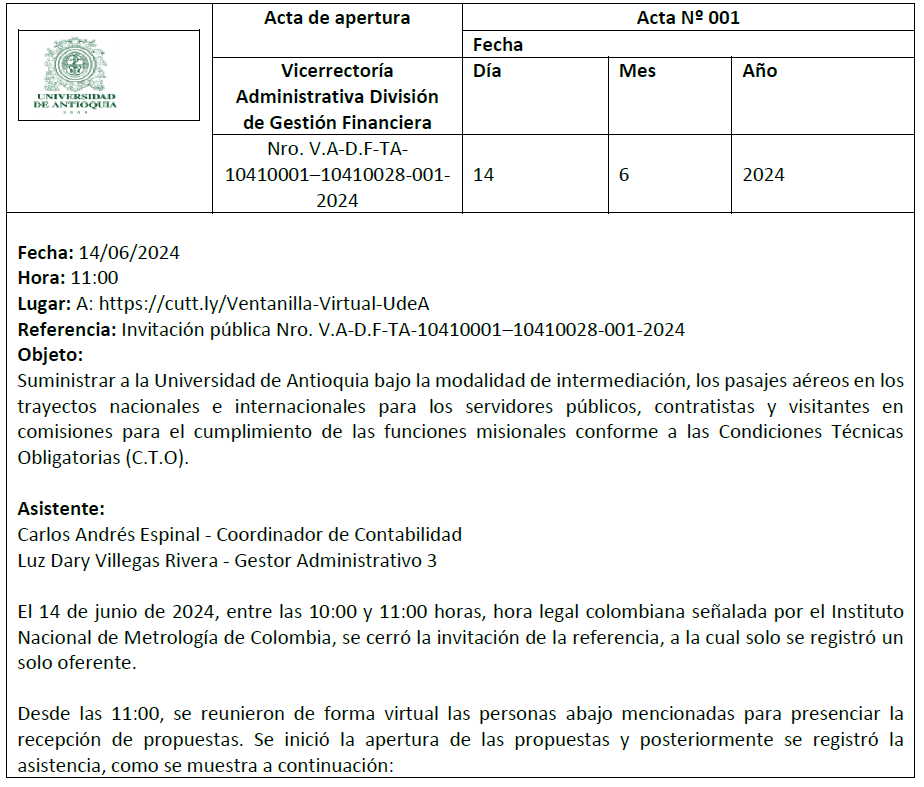 Acta de apertura
Acta Nº 001
Fecha
UNIVERSIDAD
DE ANTIOQUIA
1 8 0 3
Vicerrectoría
Administrativa División
de Gestión Financiera
Día
Mes
Año
Nro. V.A-D.F-TA-
10410001–10410028-001-
2024
14
6
2024
Fecha: 14/06/2024
Hora: 11:00
Lugar: A: https://cutt.ly/Ventanilla-Virtual-UdeA
Referencia: Invitación pública Nro. V.A-D.F-TA-10410001–10410028-001-2024
Objeto:
Suministrar a la Universidad de Antioquia bajo la modalidad de intermediación, los pasajes aéreos en los
trayectos nacionales e internacionales para los servidores públicos, contratistas y visitantes en
comisiones para el cumplimiento de las funciones misionales conforme a las Condiciones Técnicas
Obligatorias (C.T.O).
Asistente:
Carlos Andrés Espinal - Coordinador de Contabilidad
Luz Dary Villegas Rivera - Gestor Administrativo 3
El 14 de junio de 2024, entre las 10:00 y 11:00 horas, hora legal colombiana señalada por el Instituto
Nacional de Metrología de Colombia, se cerró la invitación de la referencia, a la cual solo se registró un
solo oferente.
Desde las 11:00, se reunieron de forma virtual las personas abajo mencionadas para presenciar la
recepción de propuestas. Se inició la apertura de las propuestas y posteriormente se registró la
asistencia, como se muestra a continuación: